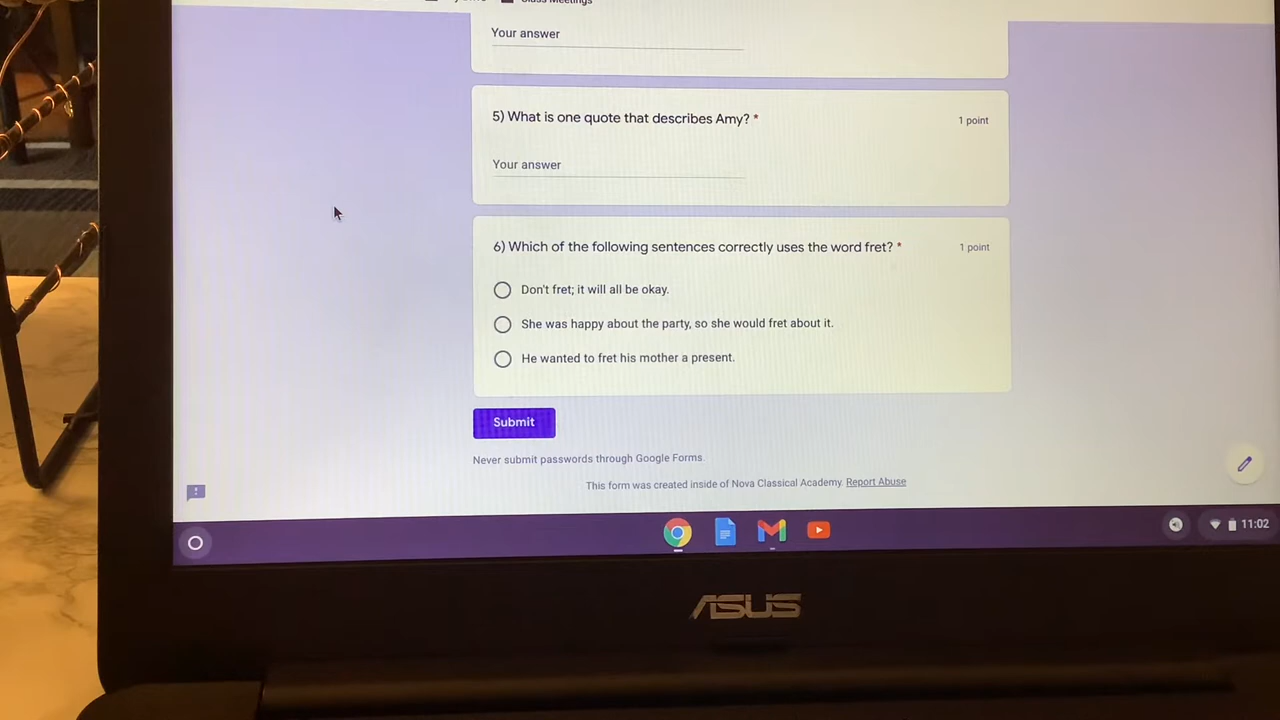 Class Meetings
Your answer
5) What is one quote that describes Amy? *
1 point
Your answer
6) Which of the following sentences correctly uses the word fret? *
1 point
Don't fret; it will all be okay.
She was happy about the party, so she would fret about it.
He wanted to fret his mother a present.
Submit
Never submit passwords through Google Forms.
This form was created inside of Nova Classical Academy. Report Abuse
11:02
ASUS